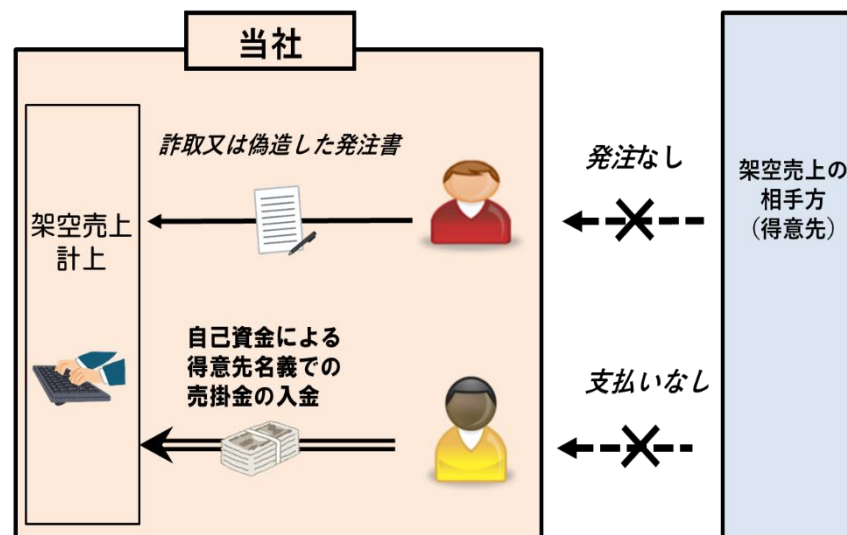 当社
詐取又は偽造した発注書
発注なし
架空売上の
相手方
（得意先）
架空売上
計上
自己資金による
得意先名義での
売掛金の入金
支払いなし